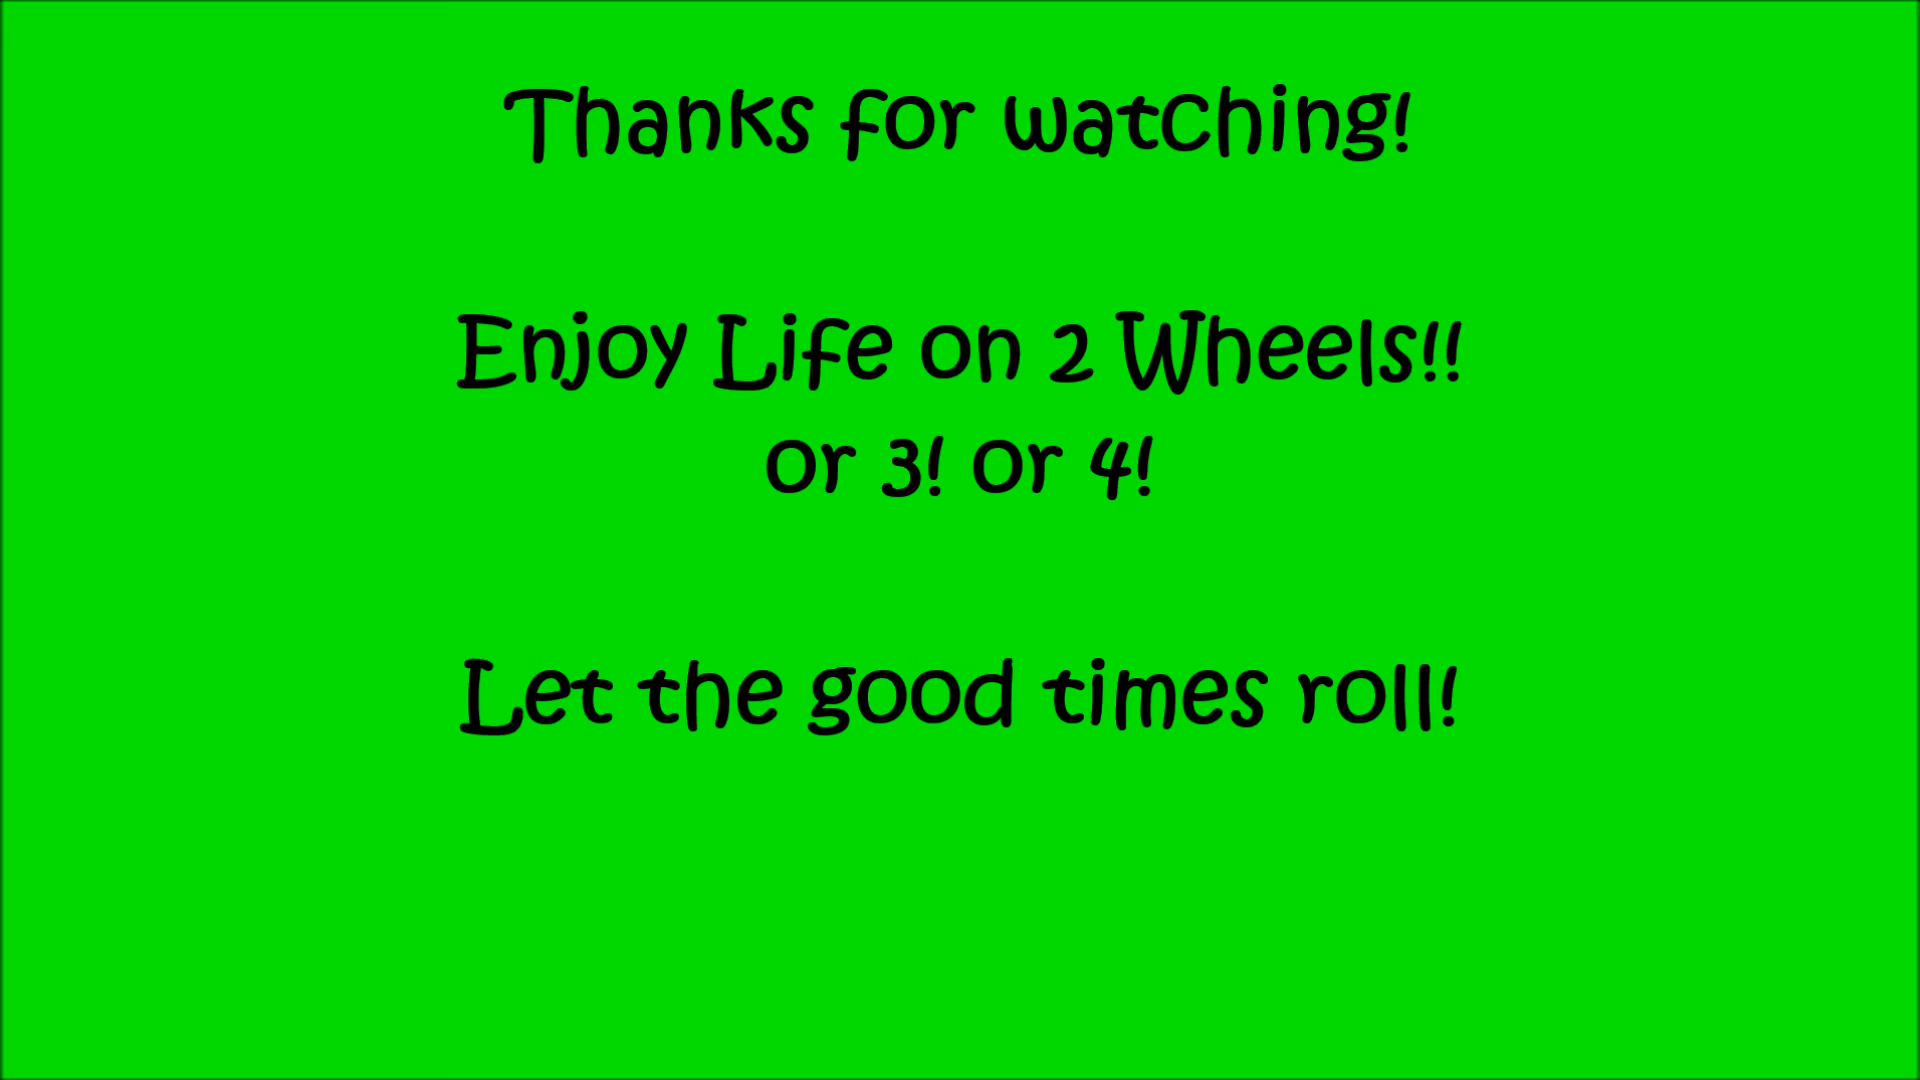 Thanks for watching!
Enjoy Life on 2 Wheels!!
or 3! or 4!
Let the good times roll!